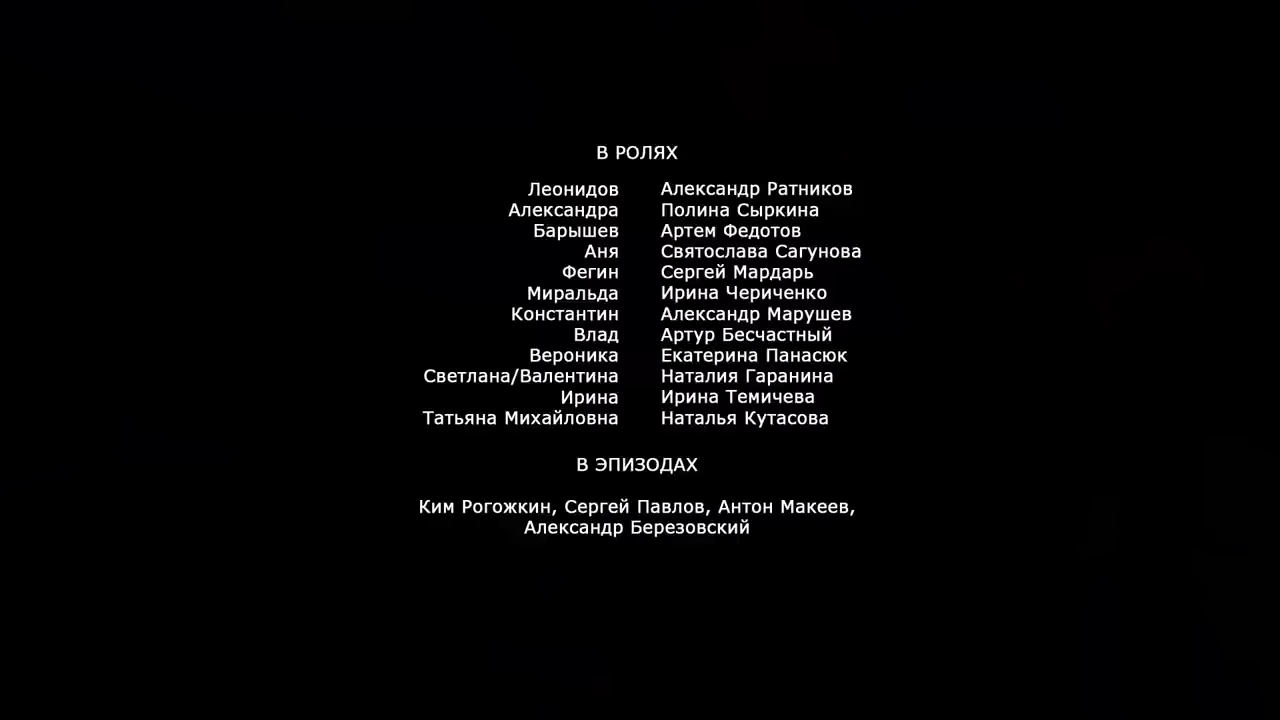 В РОЛЯХ
Леонидов Александр Ратников
Александра Полина Сыркина
Барышев Артем Федотов
Аня Святослава Сагунова
Фегин Сергей Мардарь
Миральда Ирина Чериченко
Константин Александр Марушев
Влад Артур Бесчастный
Вероника Екатерина Панасюк
Светлана/Валентина Наталия Гаранина
Ирина Ирина Темичева
Татьяна Михайловна Наталья Кутасова
В ЭПИЗОДАХ
Ким Рогожкин, Сергей Павлов, Антон Макеев,
Александр Березовский